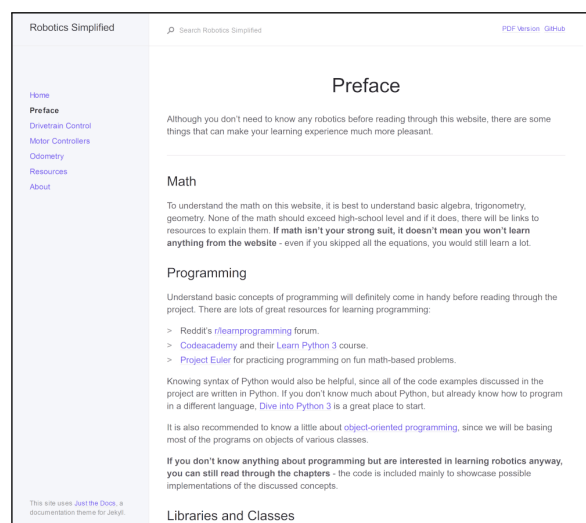 Robotics Simplified
Search Robotics Simplified
PDF Version GitHub
Home
Preface
Drivetrain Control
Motor Controllers
Odometry
Resources
About
This site uses Just the Docs, a
documentation theme for Jekyll.
Preface
Although you don't need to know any robotics before reading through this website, there are some
things that can make your learning experience much more pleasant.
Math
To understand the math on this website, it is best to understand basic algebra, trigonometry,
geometry. None of the math should exceed high-school level and if it does, there will be links to
resources to explain them. If math isn't your strong suit, it doesn't mean you won't learn
anything from the website - even if you skipped all the equations, you would still learn a lot.
Programming
Understand basic concepts of programming will definitely come in handy before reading through the
project. There are lots of great resources for learning programming:
> Reddit's r/learnprogramming forum.
> Codeacademy and their Learn Python 3 course.
> Project Euler for practicing programming on fun math-based problems.
Knowing syntax of Python would also be helpful, since all of the code examples discussed in the
project are written in Python. If you don't know much about Python, but already know how to program
in a different language, Dive into Python 3 is a great place to start.
It is also recommended to know a little about object-oriented programming, since we will be basing
most of the programs on objects of various classes.
If you don't know anything about programming but are interested in learning robotics anyway,
you can still read through the chapters - the code is included mainly to showcase possible
implementations of the discussed concepts.
Libraries and Classes